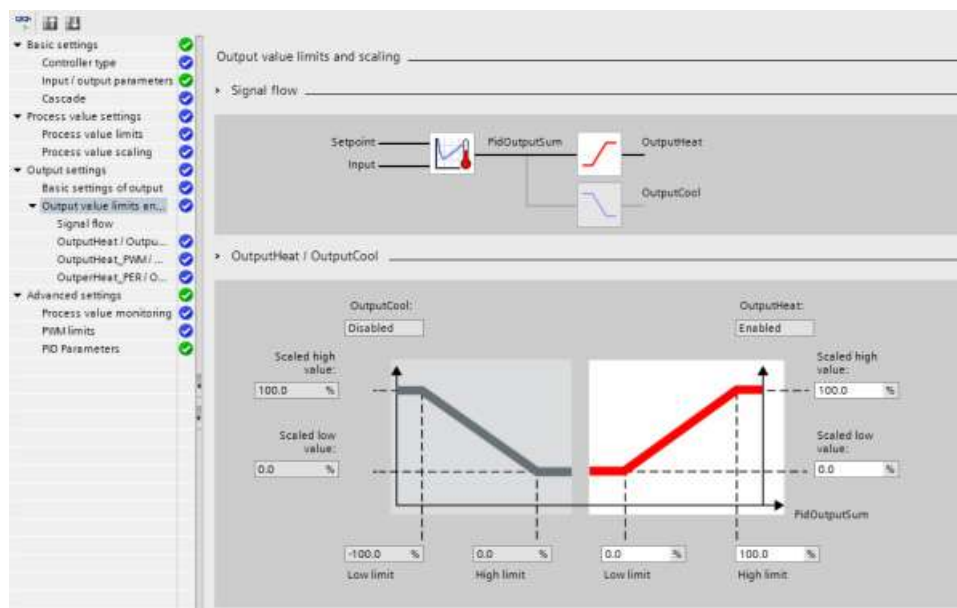 Basic settings
Controller type
Input / output parameters
Cascade
Process value settings
Process value limits
Process value scaling
Output settings
Basic settings of output
Output value limits an...
Signal flow
OutputHeat / Outpu...
OutputHeat_PWM / ...
OutperHeat_PER / O...
Advanced settings
Process value monitoring
PWM limits
PID Parameters
Output value limits and scaling
Signal flow
Setpoint
Input
PidOutputSum
OutputHeat
OutputCool
OutputHeat / OutputCool
OutputCool:
Disabled
OutputHeat:
Enabled
Scaled high
value:
100.0 %
Scaled low
value:
0.0 %
Scaled high
value:
100.0 %
Scaled low
value:
0.0 %
PidOutputSum
-100.0 %
0.0 %
0.0 %
100.0 %
Low limit
High limit
Low limit
High limit